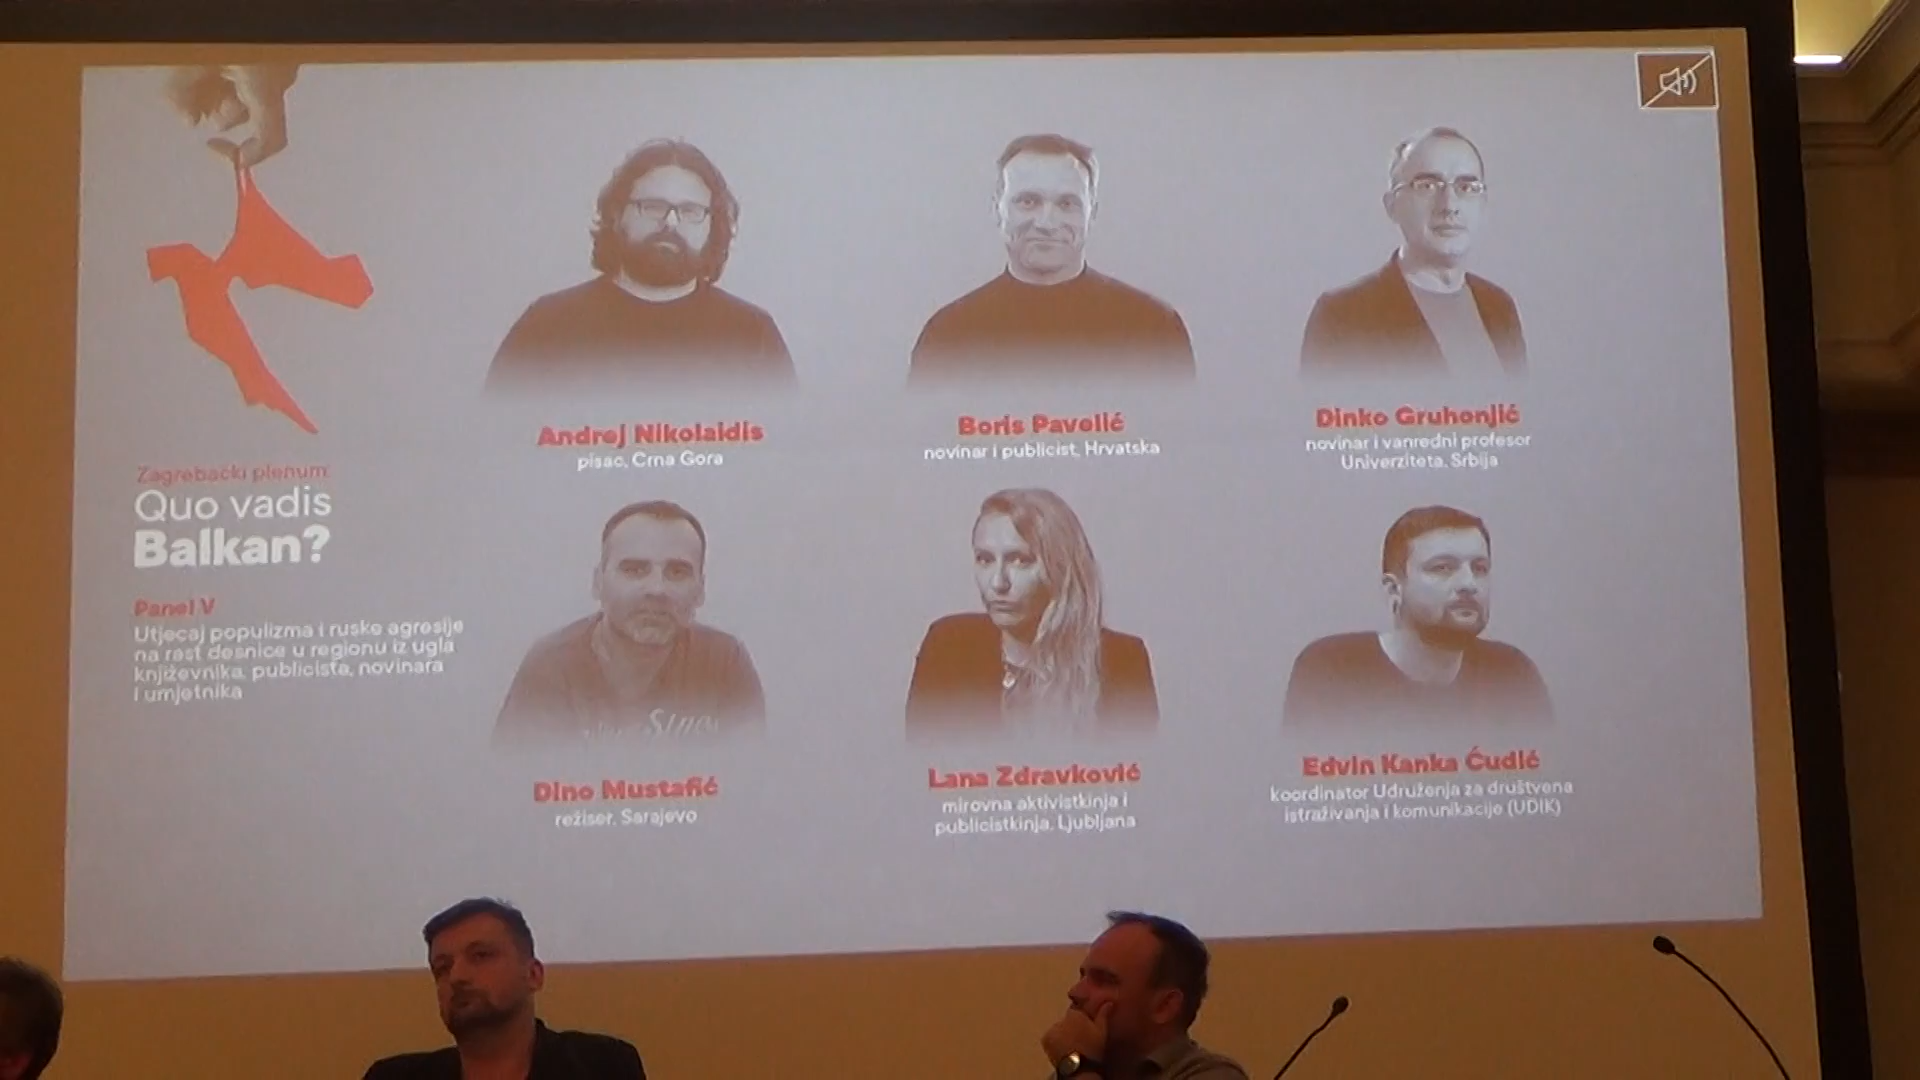 Zagrebački plenum
Quo vadis
Balkan?
Panel V
Utjecaj populizma i ruske agresije
na rast desnice u regionu iz ugla
književnika, publicista, novinara
i umjetnika
Andrej Nikolaidis
pisac, Crna Gora
Boris Pavelić
novinar i publicist, Hrvatska
Dinko Gruhonjić
novinar i vanredni profesor
Univerziteta, Srbija
Dino Mustafić
režiser, Sarajevo
Lana Zdravković
mirovna aktivistkinja i
publicistkinja, Ljubljana
Edvin Kanka Ćudić
koordinator Udruženja za društvena
istraživanja i komunikacije (UDIK)